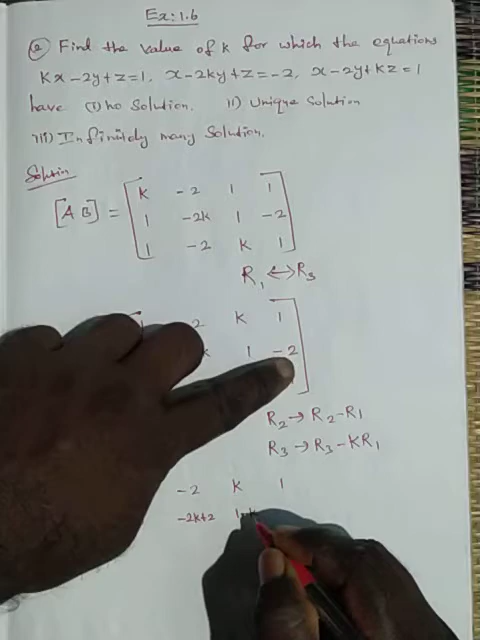 Ex: 1.6
② Find the value of k for which the equations
Kx - 2y + z = 1, x - 2ky + z = -2, x - 2y + Kz = 1
have (i) no Solution. ii) Unique Solution
iii) Infinitely many Solution.
Solution
[A B] = [ K -2 1 1
1 -2k 1 -2
1 -2 k 1 ]
R1 ↔ R3
2 k 1
1 -2
R2 → R2 - R1
R3 → R3 - KR1
-2 k 1
-2k+2